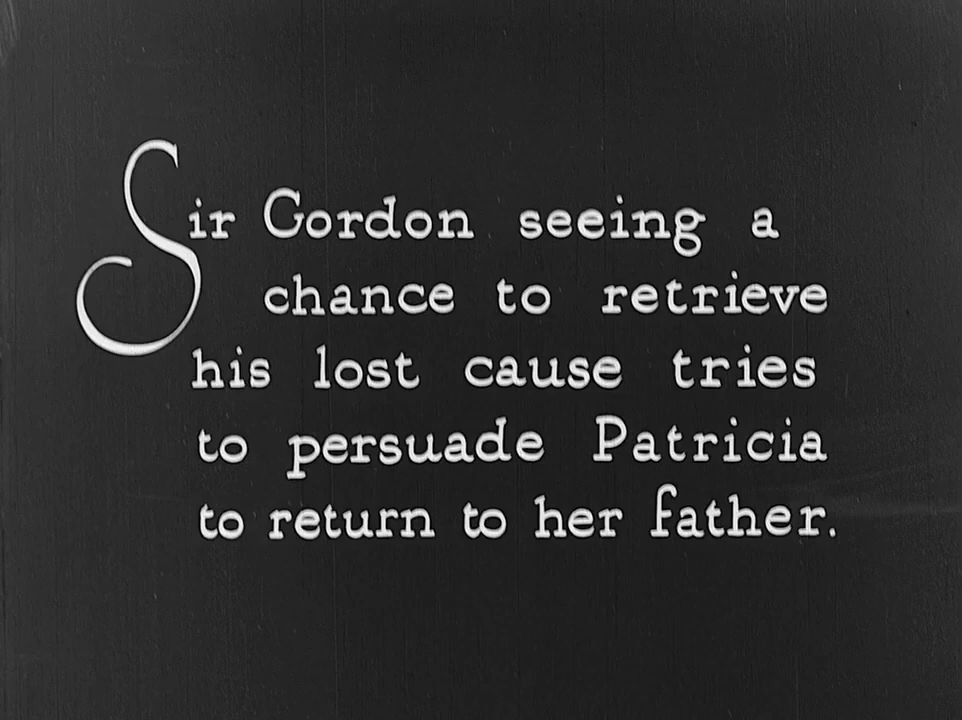 Sir Gordon seeing a
chance to retrieve
his lost cause tries
to persuade Patricia
to return to her father.